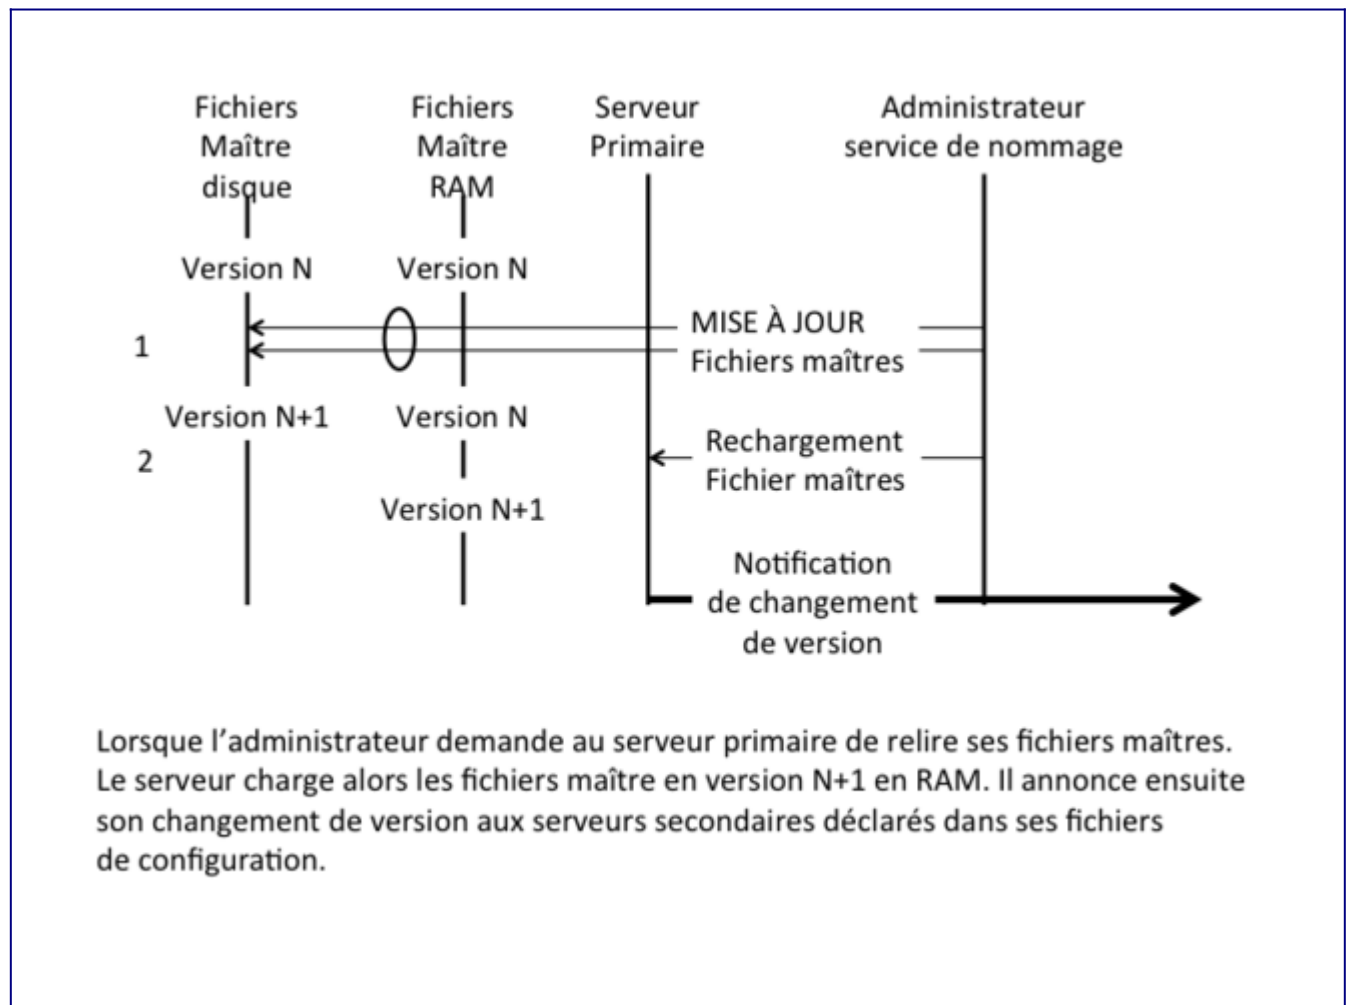 Fichiers
Maître
disque
Fichiers
Maître
RAM
Serveur
Primaire
Administrateur
service de nommage
Version N
Version N
1
MISE À JOUR
Fichiers maîtres
Version N+1
Version N
2
Rechargement
Fichier maîtres
Version N+1
Notification
de changement
de version
Lorsque l’administrateur demande au serveur primaire de relire ses fichiers maîtres.
Le serveur charge alors les fichiers maître en version N+1 en RAM. Il annonce ensuite
son changement de version aux serveurs secondaires déclarés dans ses fichiers
de configuration.